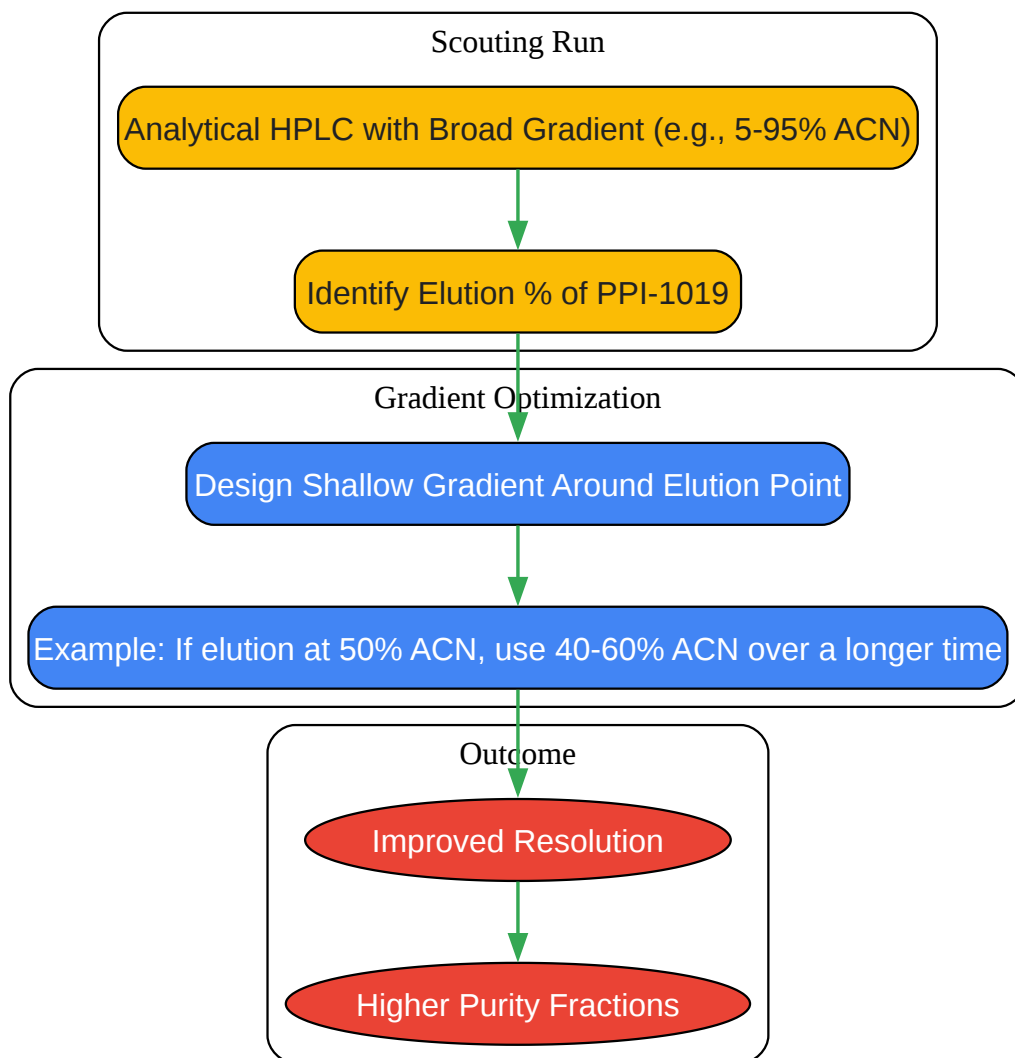 Scouting Run
Analytical HPLC with Broad Gradient (e.g., 5-95% ACN)
Identify Elution % of PPI-1019
Gradient Optimization
Design Shallow Gradient Around Elution Point
Example: If elution at 50% ACN, use 40-60% ACN over a longer time
Outcome
Improved Resolution
Higher Purity Fractions